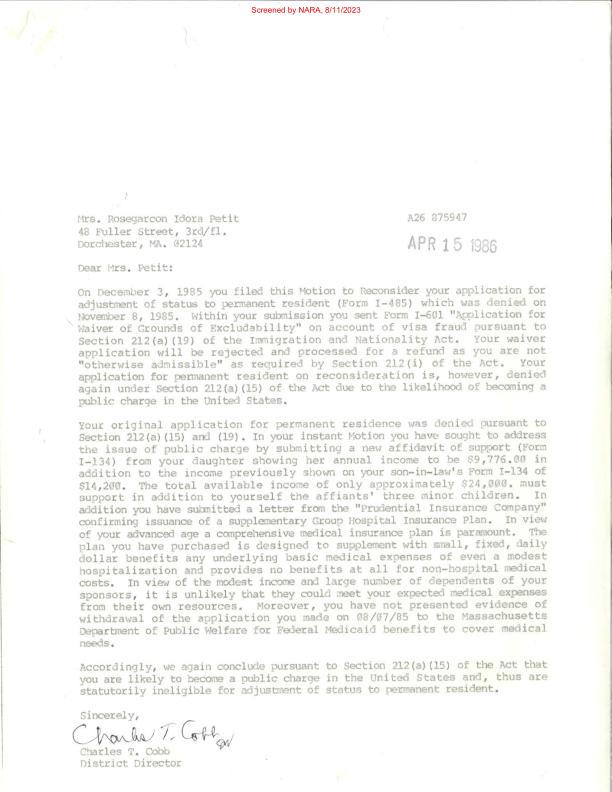 Screened by NARA, 8/11/2023
Mrs. Rosegarcon Idora Petit
48 Fuller Street, 3rd/fl.
Dorchester, MA. 02124
A26 875947
APR 15 1986
Dear Mrs. Petit:
On December 3, 1985 you filed this Motion to Reconsider your application for
adjustment of status to permanent resident (Form I-485) which was denied on
November 8, 1985. Within your submission you sent Form I-601 "Application for
Waiver of Grounds of Excludability" on account of visa fraud pursuant to
Section 212(a)(19) of the Immigration and Nationality Act. Your waiver
application will be rejected and processed for a refund as you are not
"otherwise admissible" as required by Section 212(i) of the Act. Your
application for permanent resident on reconsideration is, however, denied
again under Section 212(a)(15) of the Act due to the likelihood of becoming a
public charge in the United States.
Your original application for permanent residence was denied pursuant to
Section 212(a)(15) and (19). In your instant Motion you have sought to address
the issue of public charge by submitting a new affidavit of support (Form
I-134) from your daughter showing her annual income to be $9,776.00 in
addition to the income previously shown on your son-in-law's Form I-134 of
$14,200. The total available income of only approximately $24,000. must
support in addition to yourself the affiants' three minor children. In
addition you have submitted a letter from the "Prudential Insurance Company"
confirming issuance of a supplementary Group Hospital Insurance Plan. In view
of your advanced age a comprehensive medical insurance plan is paramount. The
plan you have purchased is designed to supplement with small, fixed, daily
dollar benefits any underlying basic medical expenses of even a modest
hospitalization and provides no benefits at all for non-hospital medical
costs. In view of the modest income and large number of dependents of your
sponsors, it is unlikely that they could meet your expected medical expenses
from their own resources. Moreover, you have not presented evidence of
withdrawal of the application you made on 08/07/85 to the Massachusetts
Department of Public Welfare for Federal Medicaid benefits to cover medical
needs.
Accordingly, we again conclude pursuant to Section 212(a)(15) of the Act that
you are likely to become a public charge in the United States and, thus are
statutorily ineligible for adjustment of status to permanent resident.
Sincerely,
Charles T. Cobb
Charles T. Cobb
District Director